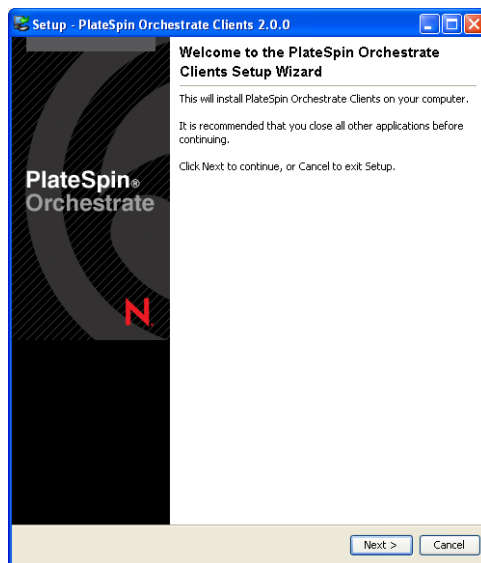 Setup - PlateSpin Orchestrate Clients 2.0.0
Welcome to the PlateSpin Orchestrate
Clients Setup Wizard
This will install PlateSpin Orchestrate Clients on your computer.
It is recommended that you close all other applications before
continuing.
Click Next to continue, or Cancel to exit Setup.
PlateSpin®
Orchestrate
N
Next >
Cancel